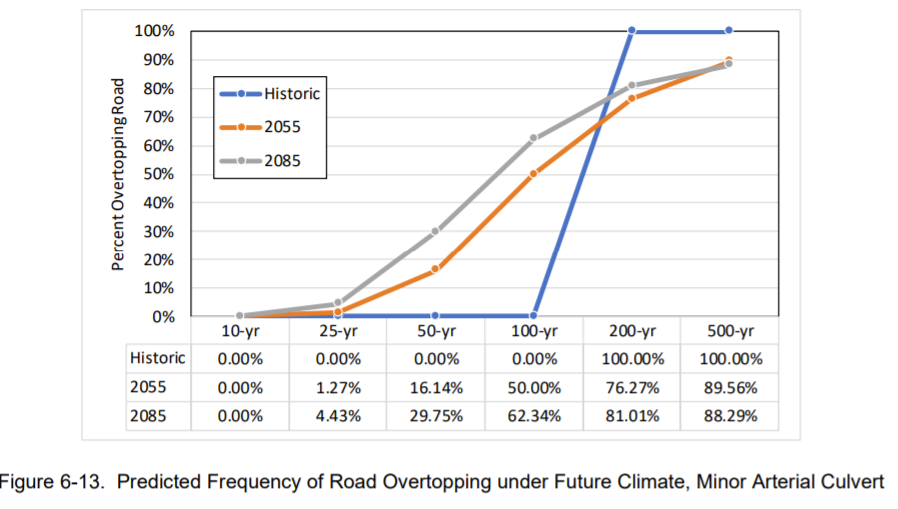 100%
90%
80%
70%
60%
50%
40%
30%
20%
10%
0%
Percent Overtopping Road
Historic
2055
2085
10-yr 25-yr 50-yr 100-yr 200-yr 500-yr
Historic 0.00% 0.00% 0.00% 0.00% 100.00% 100.00%
2055 0.00% 1.27% 16.14% 50.00% 76.27% 89.56%
2085 0.00% 4.43% 29.75% 62.34% 81.01% 88.29%
Figure 6-13. Predicted Frequency of Road Overtopping under Future Climate, Minor Arterial Culvert